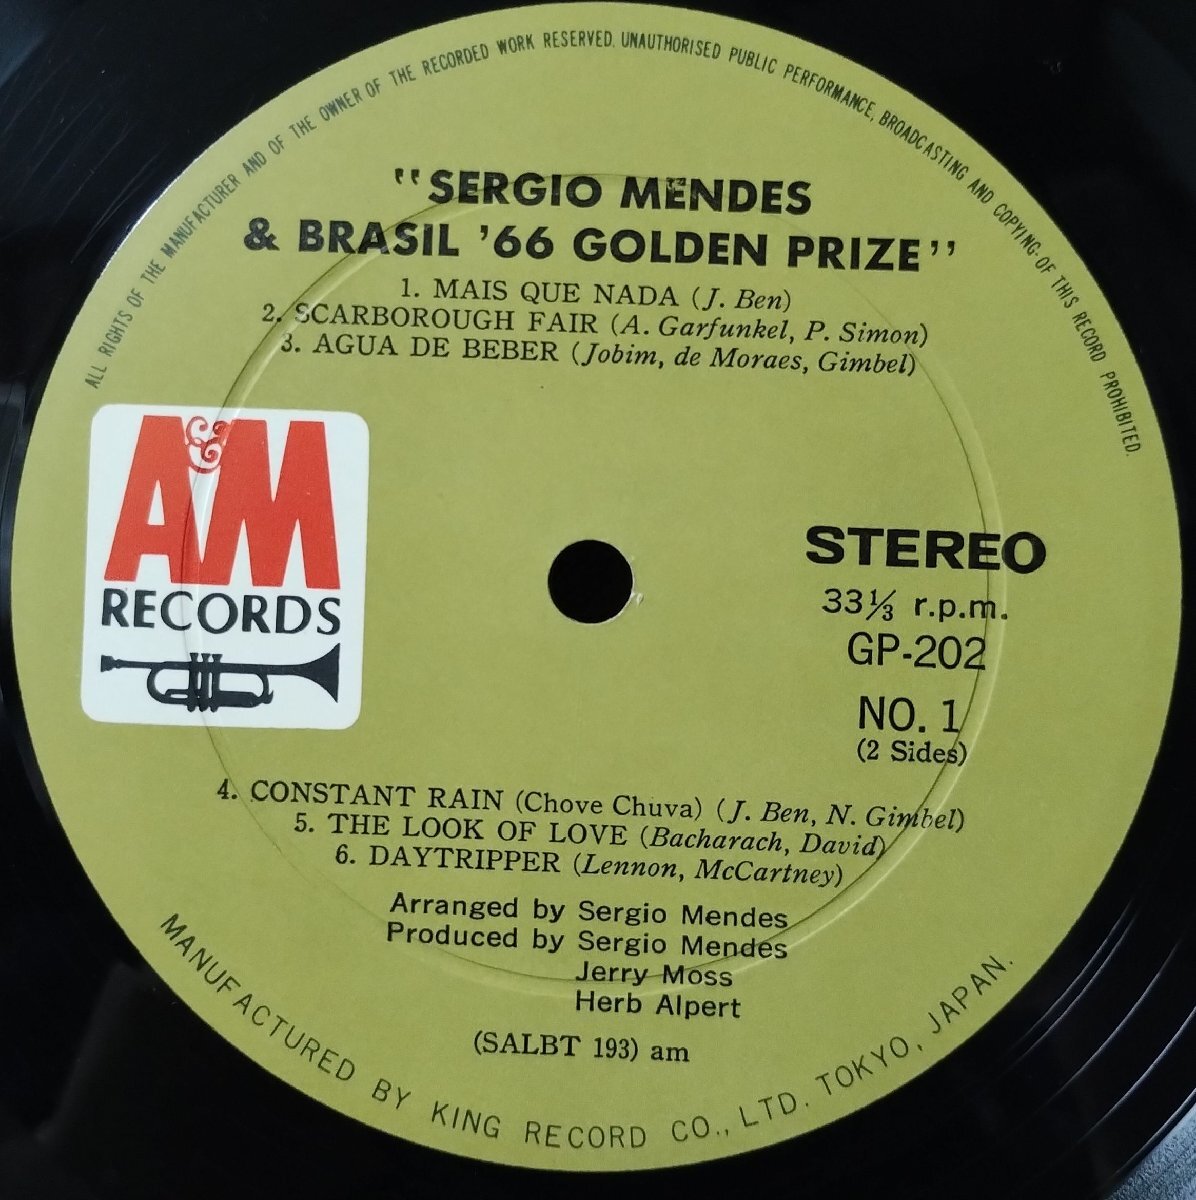 ALL RIGHTS OF THE MANUFACTURER AND OF THE OWNER OF THE RECORDED WORK RESERVED. UNAUTHORISED PUBLIC PERFORMANCE, BROADCASTING AND COPYING OF THIS RECORD PROHIBITED.
"SERGIO MENDES
& BRASIL '66 GOLDEN PRIZE"
1. MAIS QUE NADA (J. Ben)
2. SCARBOROUGH FAIR (A. Garfunkel, P. Simon)
3. AGUA DE BEBER (Jobim, de Moraes, Gimbel)
A&M
RECORDS
STEREO
33⅓ r.p.m.
GP-202
NO. 1
(2 Sides)
4. CONSTANT RAIN (Chove Chuva) (J. Ben, N. Gimbel)
5. THE LOOK OF LOVE (Bacharach, David)
6. DAYTRIPPER (Lennon, McCartney)
Arranged by Sergio Mendes
Produced by Sergio Mendes
Jerry Moss
Herb Alpert
(SALBT 193) am
MANUFACTURED BY KING RECORD CO., LTD. TOKYO, JAPAN.